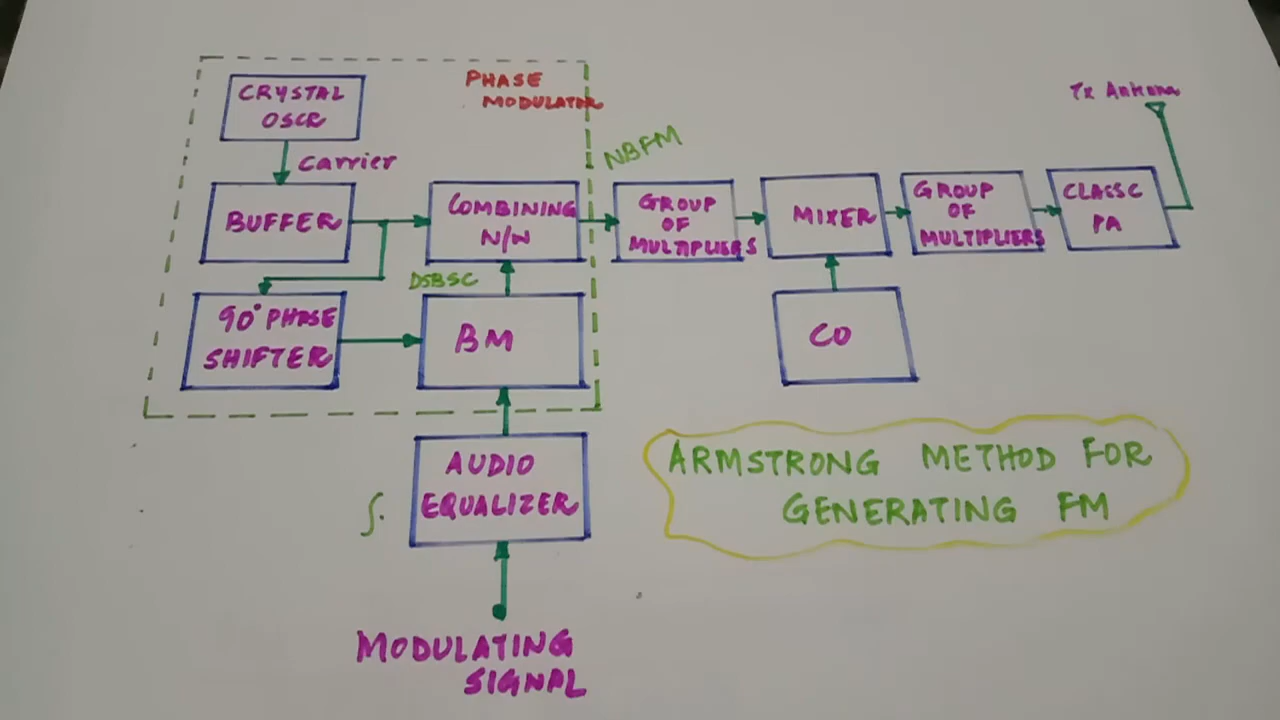 PHASE
MODULATOR
CRYSTAL
OSCR
Carrier
Tx Antenna
NBFM
BUFFER
COMBINING
N/W
GROUP
OF
MULTIPLIERS
MIXER
GROUP
OF
MULTIPLIERS
CLASSC
PA
DSBSC
90° PHASE
SHIFTER
BM
CO
AUDIO
EQUALIZER
∫.
ARMSTRONG METHOD FOR
GENERATING FM
MODULATING
SIGNAL